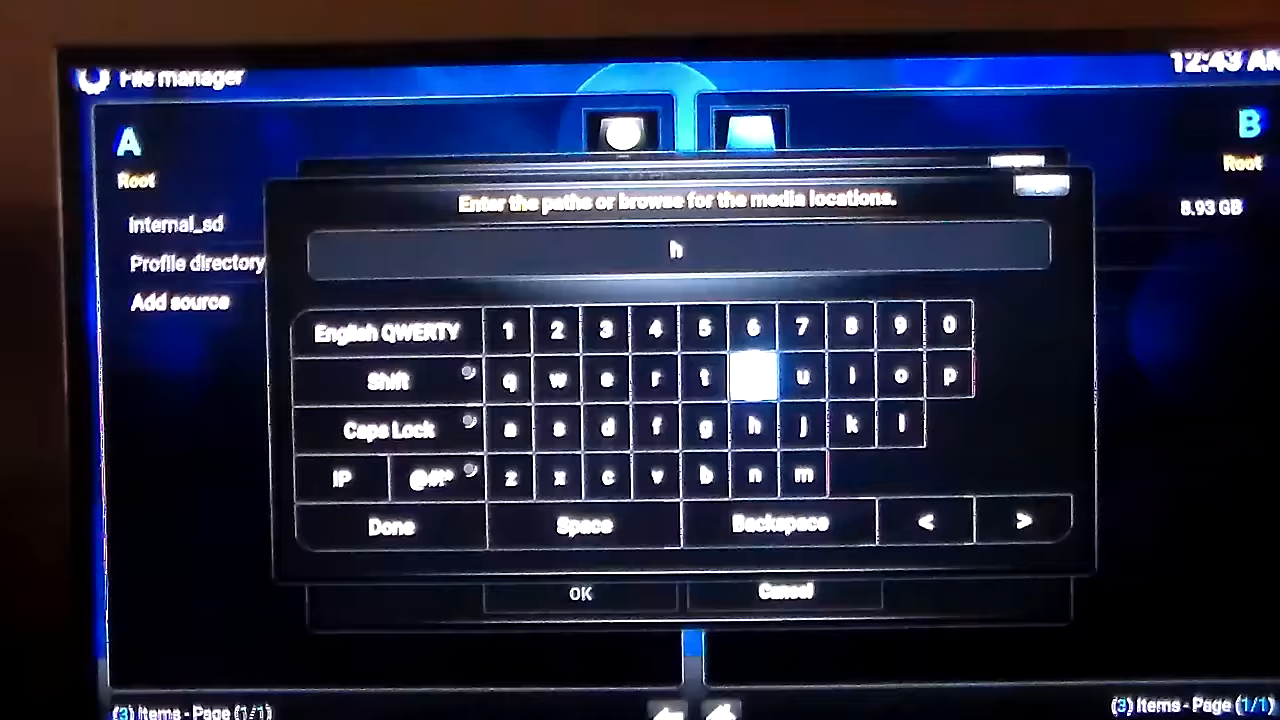 File manager
12:43 AM
A
B
Root
Root
Internal_sd
8.93 GB
Profile directory
Add source
Enter the paths or browse for the media locations.
h
English QWERTY 1 2 3 4 5 6 7 8 9 0
Shift q w e r t u i o p
Caps Lock a s d f g h j k l
IP @#!* z x c v b n m
Done Space Backspace < >
OK Cancel
(3) Items - Page (1/1)
(3) Items - Page (1/1)